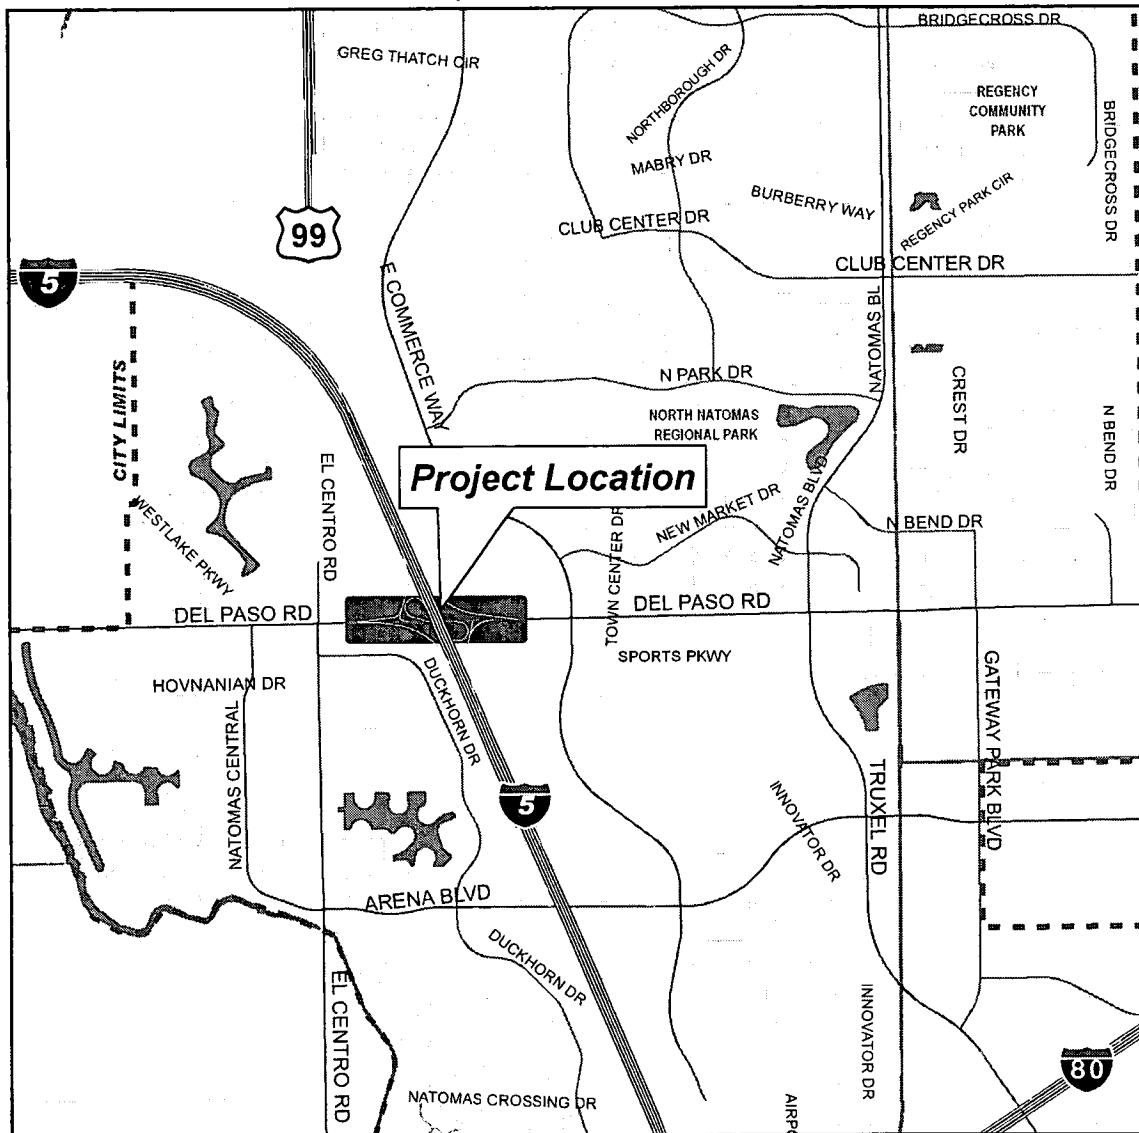 BRIDGECROSS DR
GREG THATCH CIR
NORTHBOROUGH DR
REGENCY
COMMUNITY
PARK
BRIDGECROSS DR
MABRY DR
BURBERRY WAY
REGENCY PARK CIR
99
CLUB CENTER DR
CLUB CENTER DR
5
E COMMERCE WAY
NATOMAS BL
CITY LIMITS
N PARK DR
CREST DR
NORTH NATOMAS
REGIONAL PARK
N BEND DR
EL CENTRO RD
Project Location
WESTLAKE PKWY
TOWN CENTER DR
NEW MARKET DR
NATOMAS BLVD
N BEND DR
DEL PASO RD
DEL PASO RD
SPORTS PKWY
HOVNANIAN DR
DUCKHORN DR
GATEWAY PARK BLVD
NATOMAS CENTRAL
5
INNOVATOR DR
TRUXEL RD
ARENA BLVD
DUCKHORN DR
EL CENTRO RD
INNOVATOR DR
80
NATOMAS CROSSING DR
AIRPO